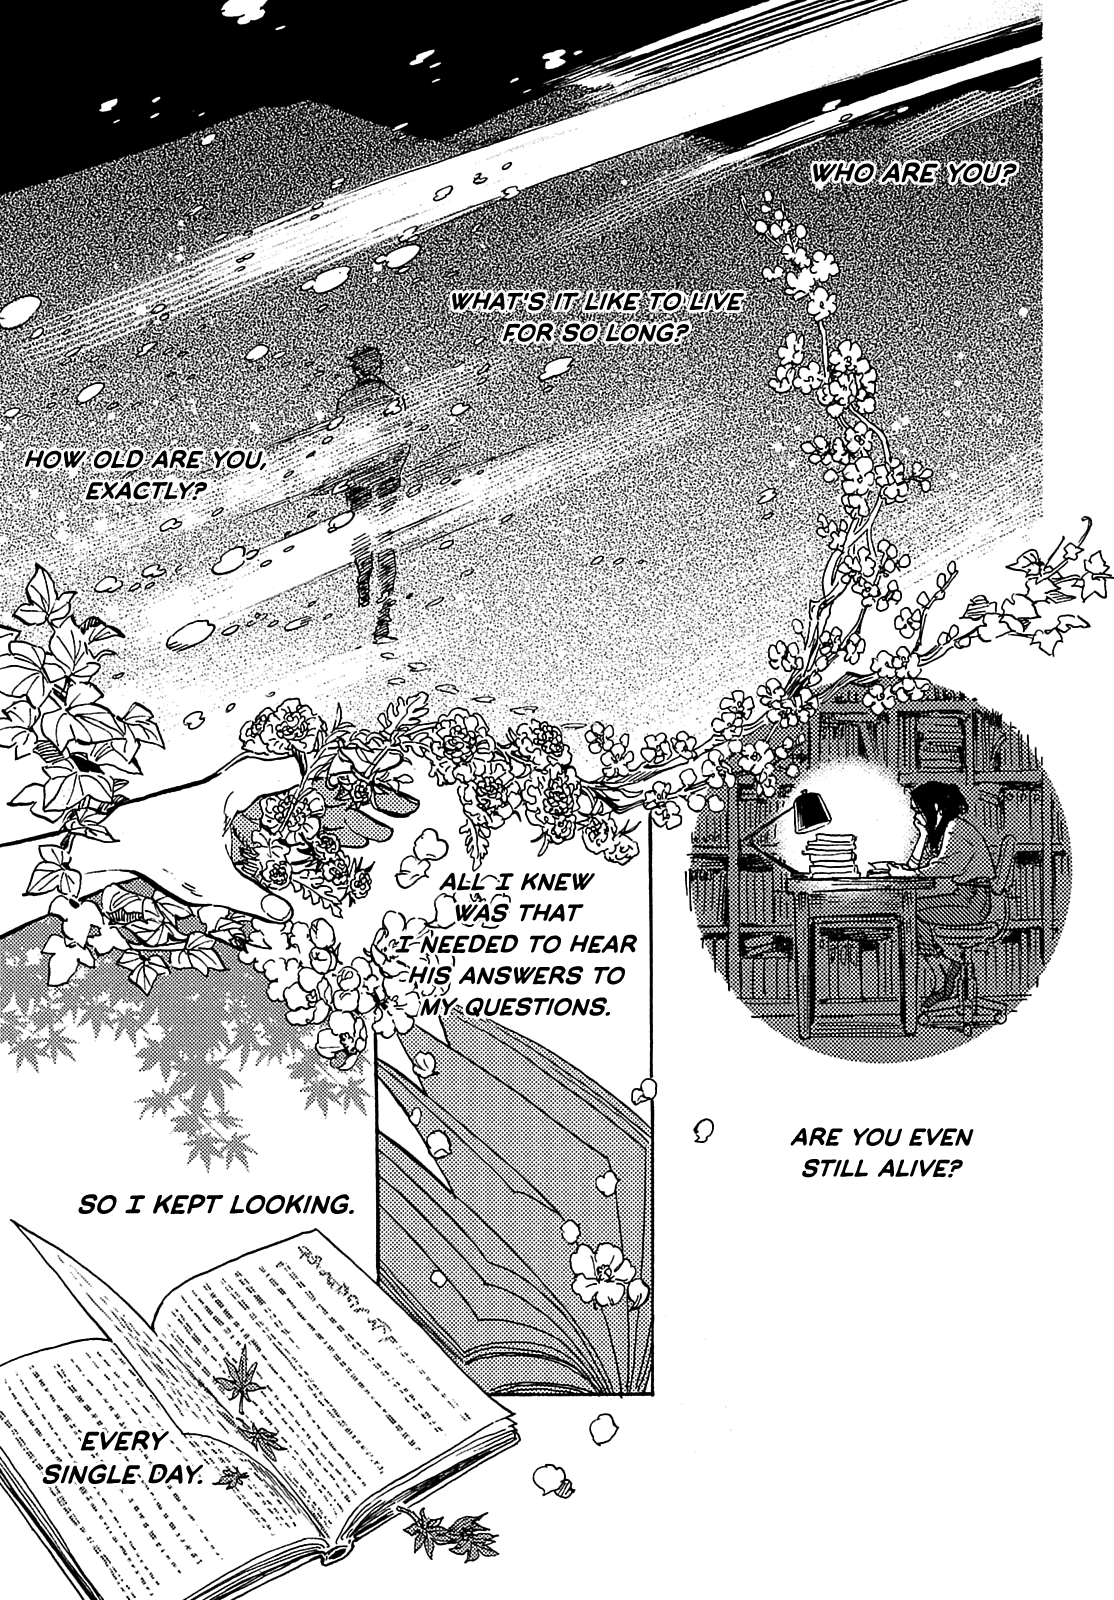 WHO ARE YOU?
WHAT'S IT LIKE TO LIVE
FOR SO LONG?
HOW OLD ARE YOU,
EXACTLY?
ALL I KNEW
WAS THAT
I NEEDED TO HEAR
HIS ANSWERS TO
MY QUESTIONS.
ARE YOU EVEN
STILL ALIVE?
SO I KEPT LOOKING.
EVERY
SINGLE DAY.